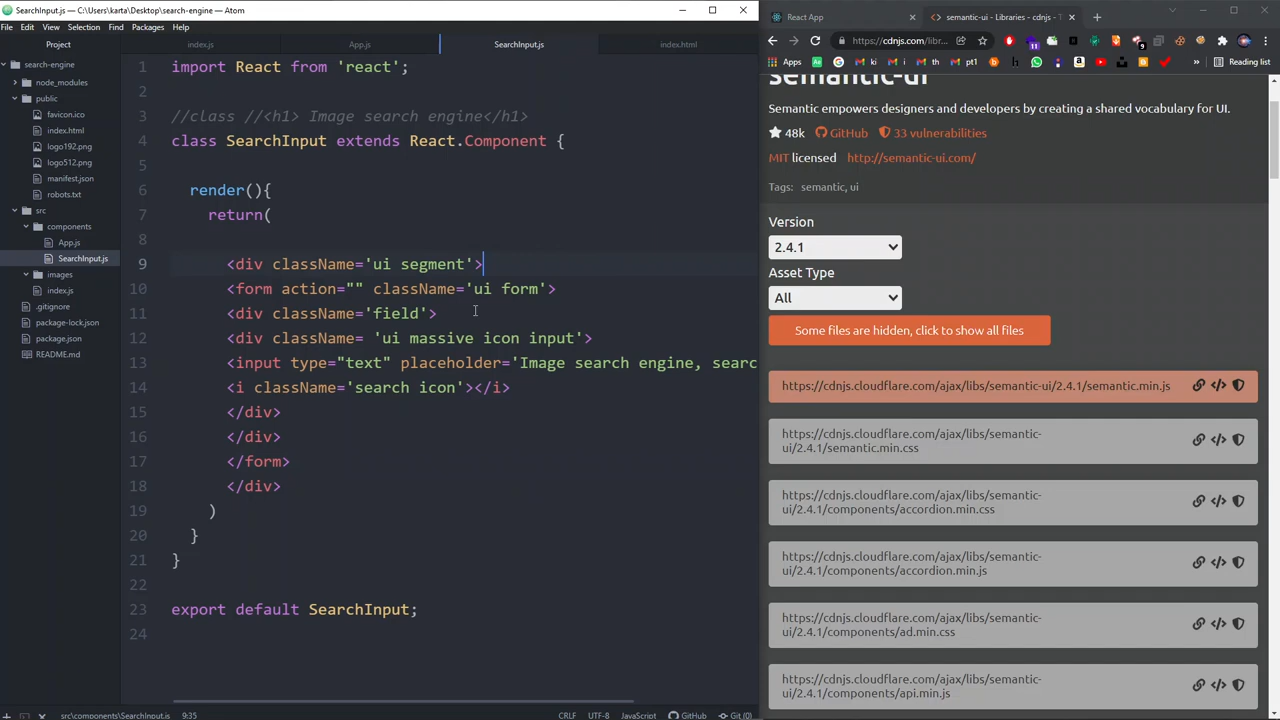 SearchInput.js — C:\Users\karta\Desktop\search-engine — Atom
File Edit View Selection Find Packages Help
Project
search-engine
node_modules
public
favicon.ico
index.html
logo192.png
logo512.png
manifest.json
robots.txt
src
components
App.js
SearchInput.js
images
index.js
.gitignore
package-lock.json
package.json
README.md
index.js App.js SearchInput.js index.html
1 import React from 'react';
2
3 //class //<h1> Image search engine</h1>
4 class SearchInput extends React.Component {
5
6 render(){
7 return(
8
9 <div className='ui segment'>
10 <form action="" className='ui form'>
11 <div className='field'>
12 <div className= 'ui massive icon input'>
13 <input type="text" placeholder='Image search engine, searc
14 <i className='search icon'></i>
15 </div>
16 </div>
17 </form>
18 </div>
19 )
20 }
21 }
22
23 export default SearchInput;
24
src\components\SearchInput.js 9:35 CRLF UTF-8 JavaScript GitHub Git (0)
React App semantic-ui - Libraries - cdnjs - T
https://cdnjs.com/libr...
11 9
Apps ki i th m th pt1 Reading list
semantic-ui
Semantic empowers designers and developers by creating a shared vocabulary for UI.
48k GitHub 33 vulnerabilities
MIT licensed http://semantic-ui.com/
Tags: semantic, ui
Version
2.4.1
Asset Type
All
Some files are hidden, click to show all files
https://cdnjs.cloudflare.com/ajax/libs/semantic-ui/2.4.1/semantic.min.js
https://cdnjs.cloudflare.com/ajax/libs/semantic-
ui/2.4.1/semantic.min.css
https://cdnjs.cloudflare.com/ajax/libs/semantic-
ui/2.4.1/components/accordion.min.css
https://cdnjs.cloudflare.com/ajax/libs/semantic-
ui/2.4.1/components/accordion.min.js
https://cdnjs.cloudflare.com/ajax/libs/semantic-
ui/2.4.1/components/ad.min.css
https://cdnjs.cloudflare.com/ajax/libs/semantic-
ui/2.4.1/components/api.min.js